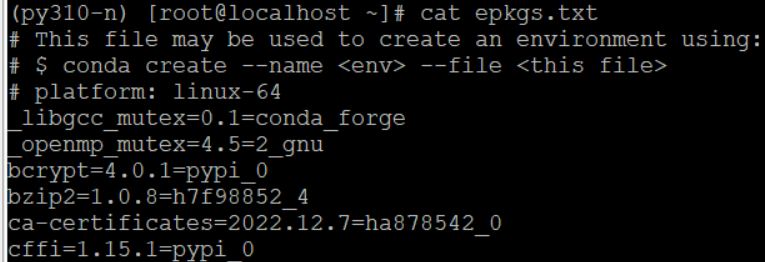 (py310-n) [root@localhost ~]# cat epkgs.txt
# This file may be used to create an environment using:
# $ conda create --name <env> --file <this file>
# platform: linux-64
_libgcc_mutex=0.1=conda_forge
_openmp_mutex=4.5=2_gnu
bcrypt=4.0.1=pypi_0
bzip2=1.0.8=h7f98852_4
ca-certificates=2022.12.7=ha878542_0
cffi=1.15.1=pypi_0